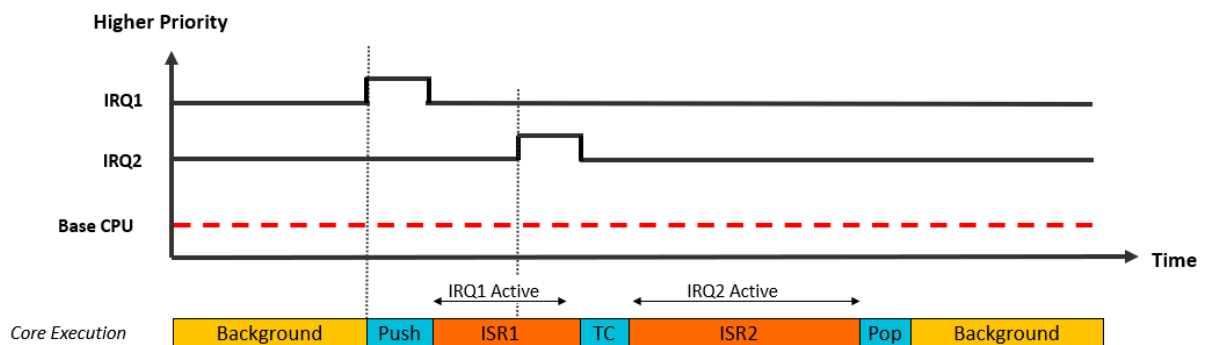 Higher Priority
IRQ1
IRQ2
Base CPU
Time
IRQ1 Active IRQ2 Active
Core Execution Background Push ISR1 TC ISR2 Pop Background